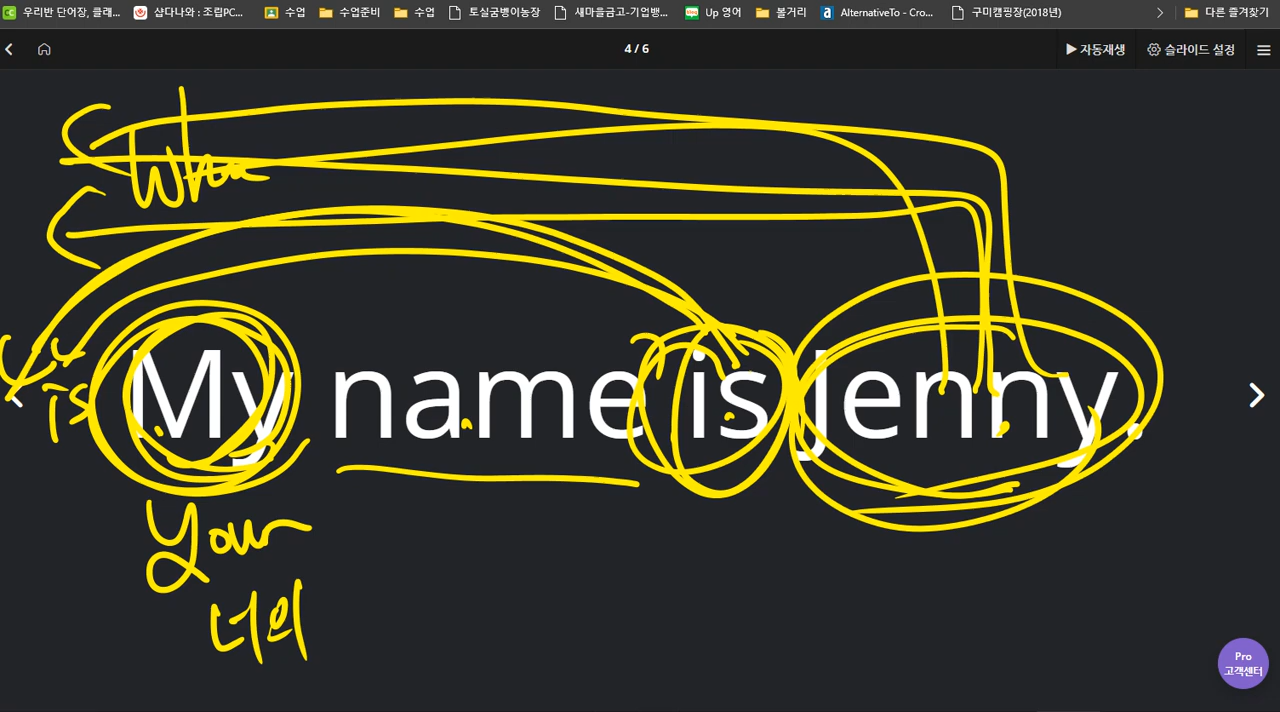 우리반 단어장, 클래... 샵다나와 : 조립PC... 수업 수업준비 수업 토실굼벵이농장 새마을금고-기업뱅... Up 영어 볼거리 AlternativeTo - Cro... 구미캠핑장(2018년) 다른 즐겨찾기
4 / 6 자동재생 슬라이드 설정
Wha
is My name is Jenny.
Your
너의
Pro
고객센터